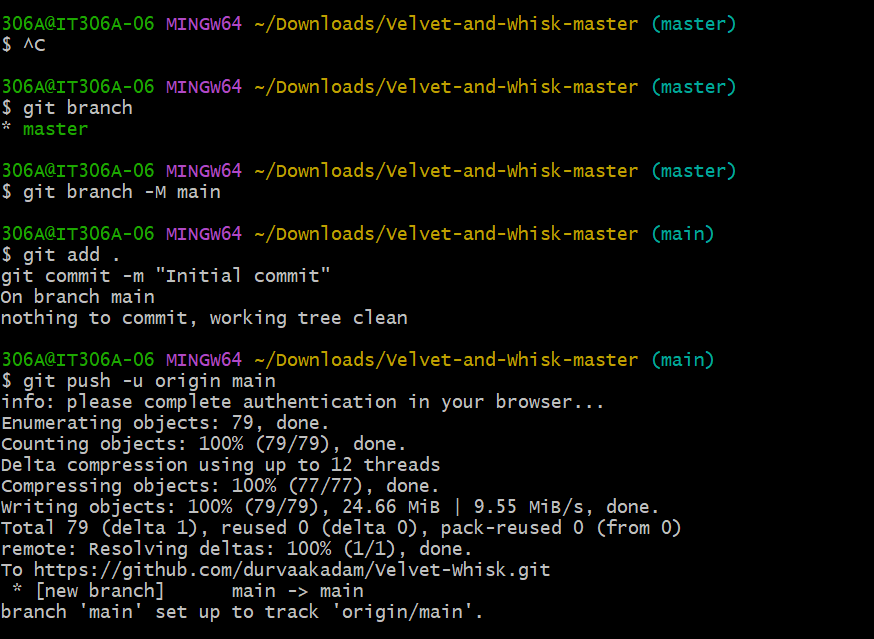 306A@IT306A-06 MINGW64 ~/Downloads/Velvet-and-Whisk-master (master)
$ ^C
306A@IT306A-06 MINGW64 ~/Downloads/Velvet-and-Whisk-master (master)
$ git branch
* master
306A@IT306A-06 MINGW64 ~/Downloads/Velvet-and-Whisk-master (master)
$ git branch -M main
306A@IT306A-06 MINGW64 ~/Downloads/Velvet-and-Whisk-master (main)
$ git add .
git commit -m "Initial commit"
On branch main
nothing to commit, working tree clean
306A@IT306A-06 MINGW64 ~/Downloads/Velvet-and-Whisk-master (main)
$ git push -u origin main
info: please complete authentication in your browser...
Enumerating objects: 79, done.
Counting objects: 100% (79/79), done.
Delta compression using up to 12 threads
Compressing objects: 100% (77/77), done.
Writing objects: 100% (79/79), 24.66 MiB | 9.55 MiB/s, done.
Total 79 (delta 1), reused 0 (delta 0), pack-reused 0 (from 0)
remote: Resolving deltas: 100% (1/1), done.
To https://github.com/durvaakadam/Velvet-Whisk.git
 * [new branch]      main -> main
branch 'main' set up to track 'origin/main'.